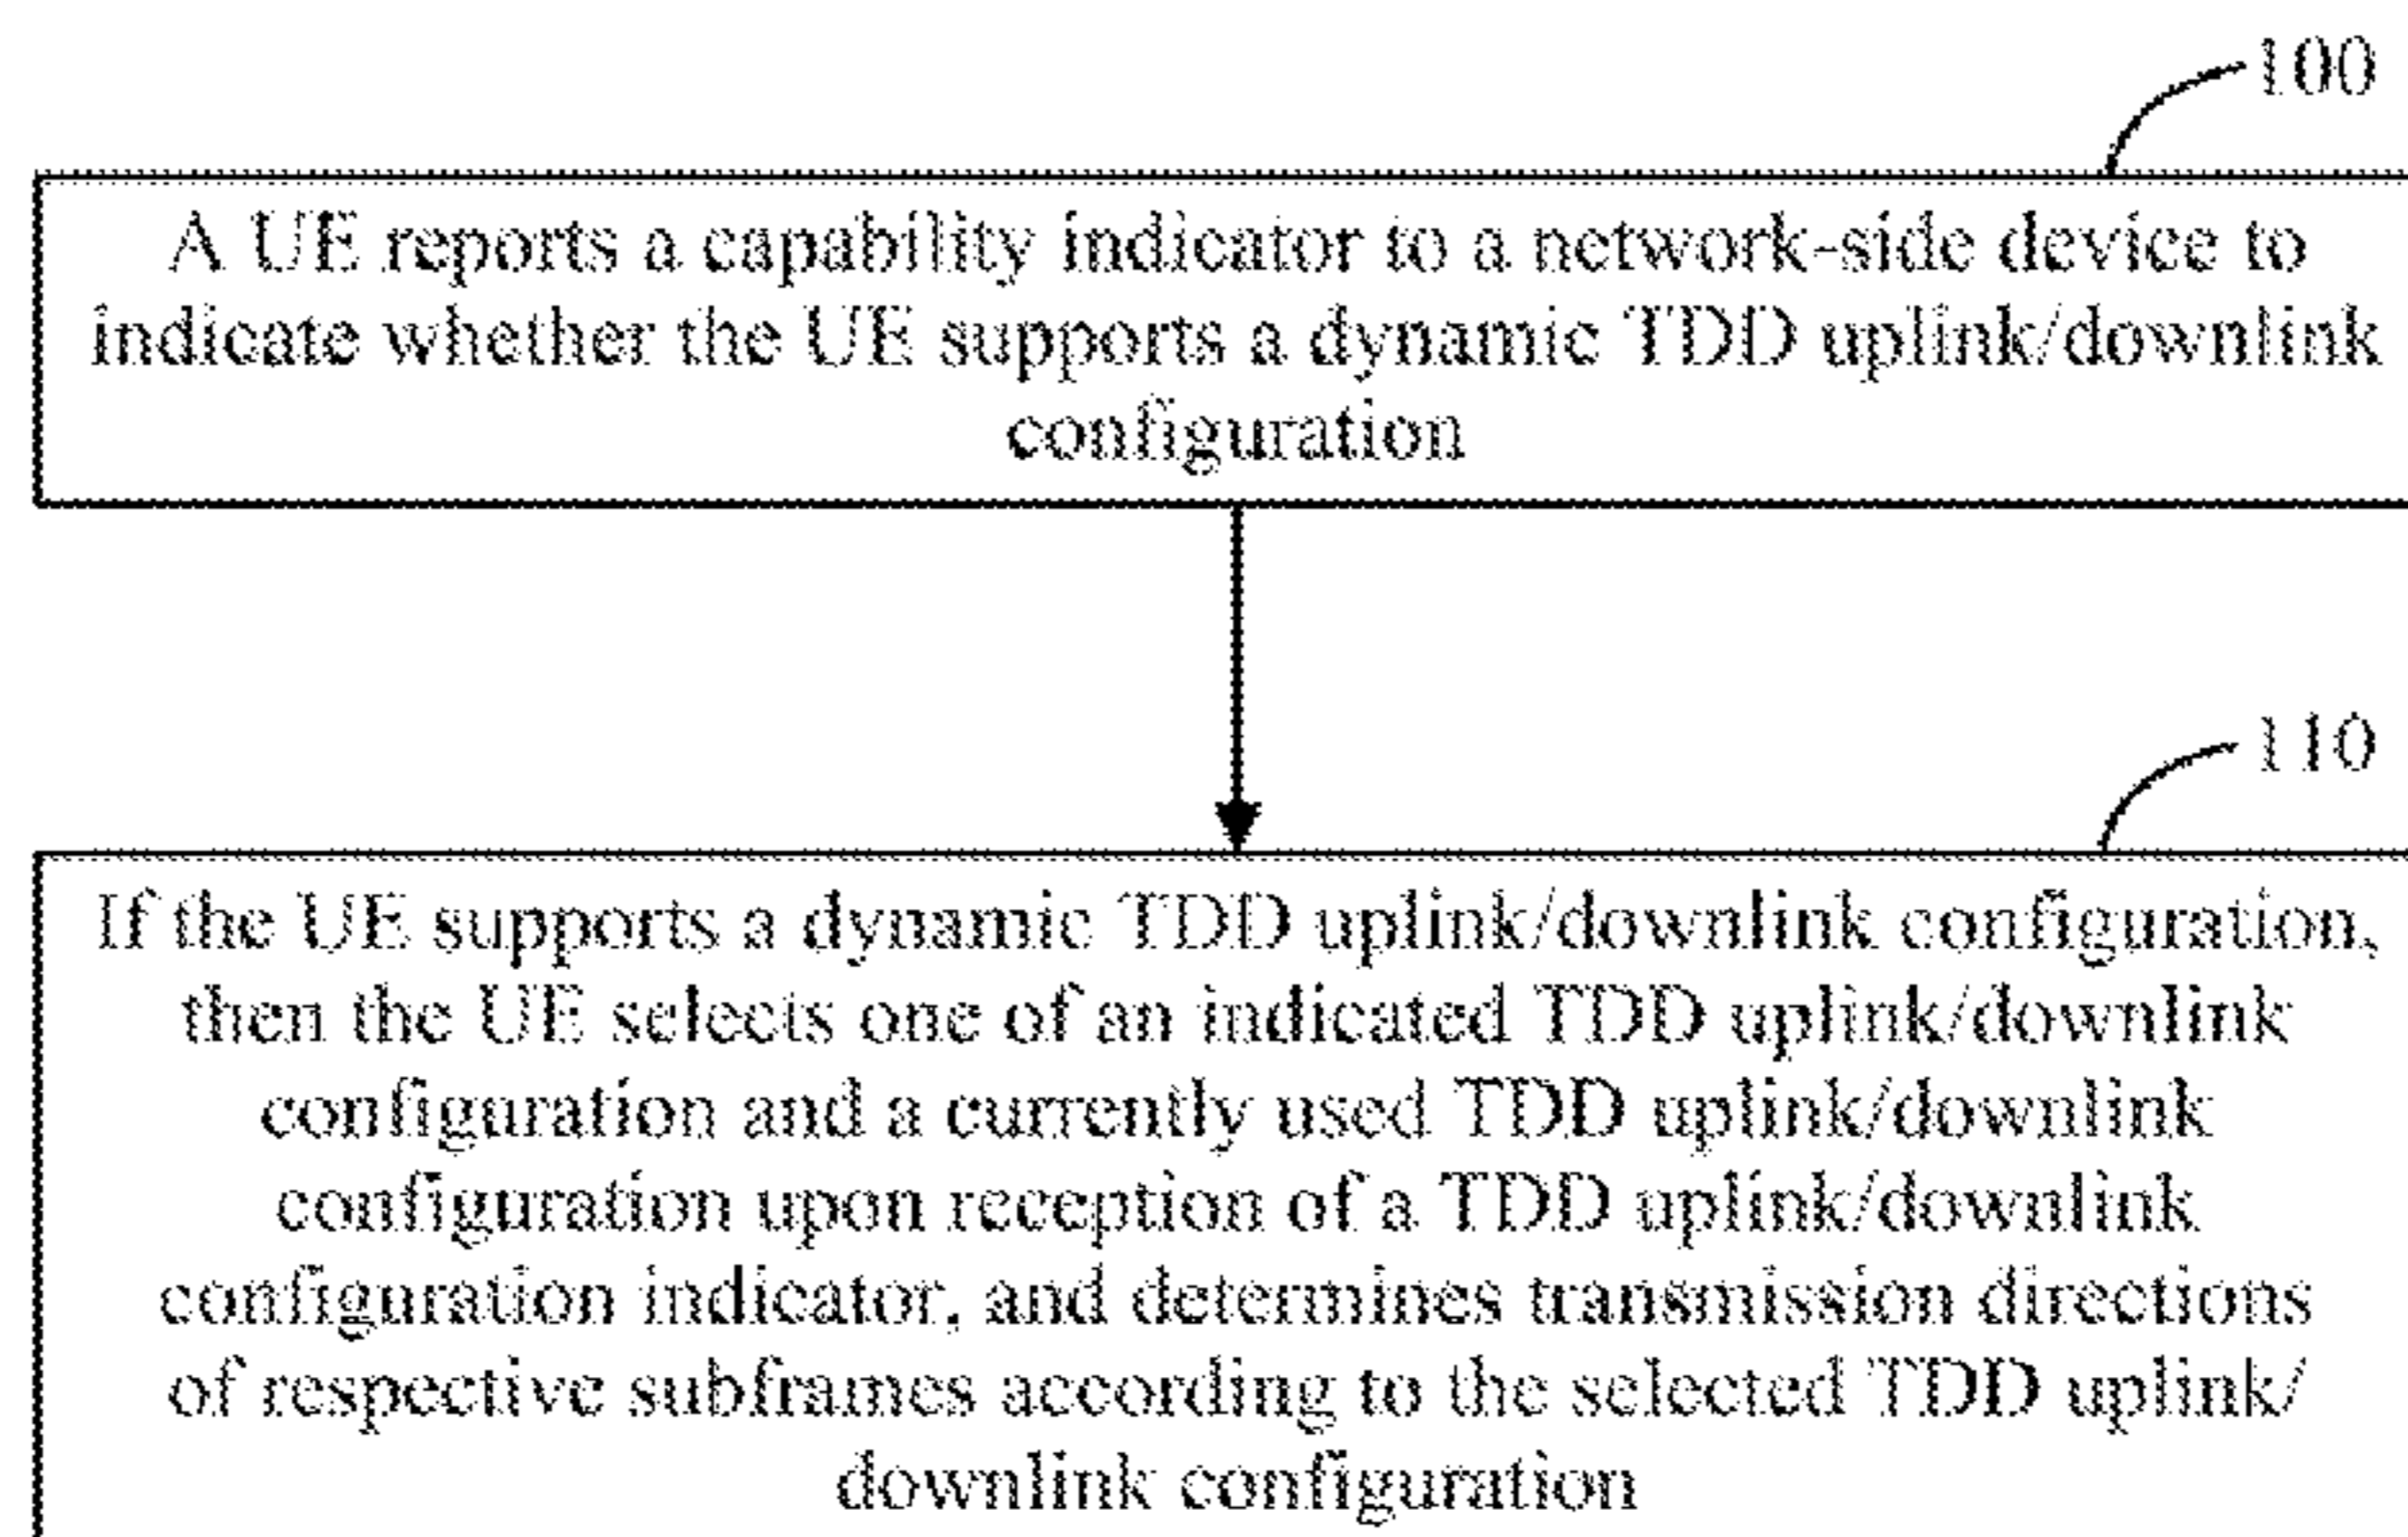 100
A UE reports a capability indicator to a network-side device to
indicate whether the UE supports a dynamic TDD uplink/downlink
configuration
110
If the UE supports a dynamic TDD uplink/downlink configuration,
then the UE selects one of an indicated TDD uplink/downlink
configuration and a currently used TDD uplink/downlink
configuration upon reception of a TDD uplink/downlink
configuration indicator, and determines transmission directions
of respective subframes according to the selected TDD uplink/
downlink configuration